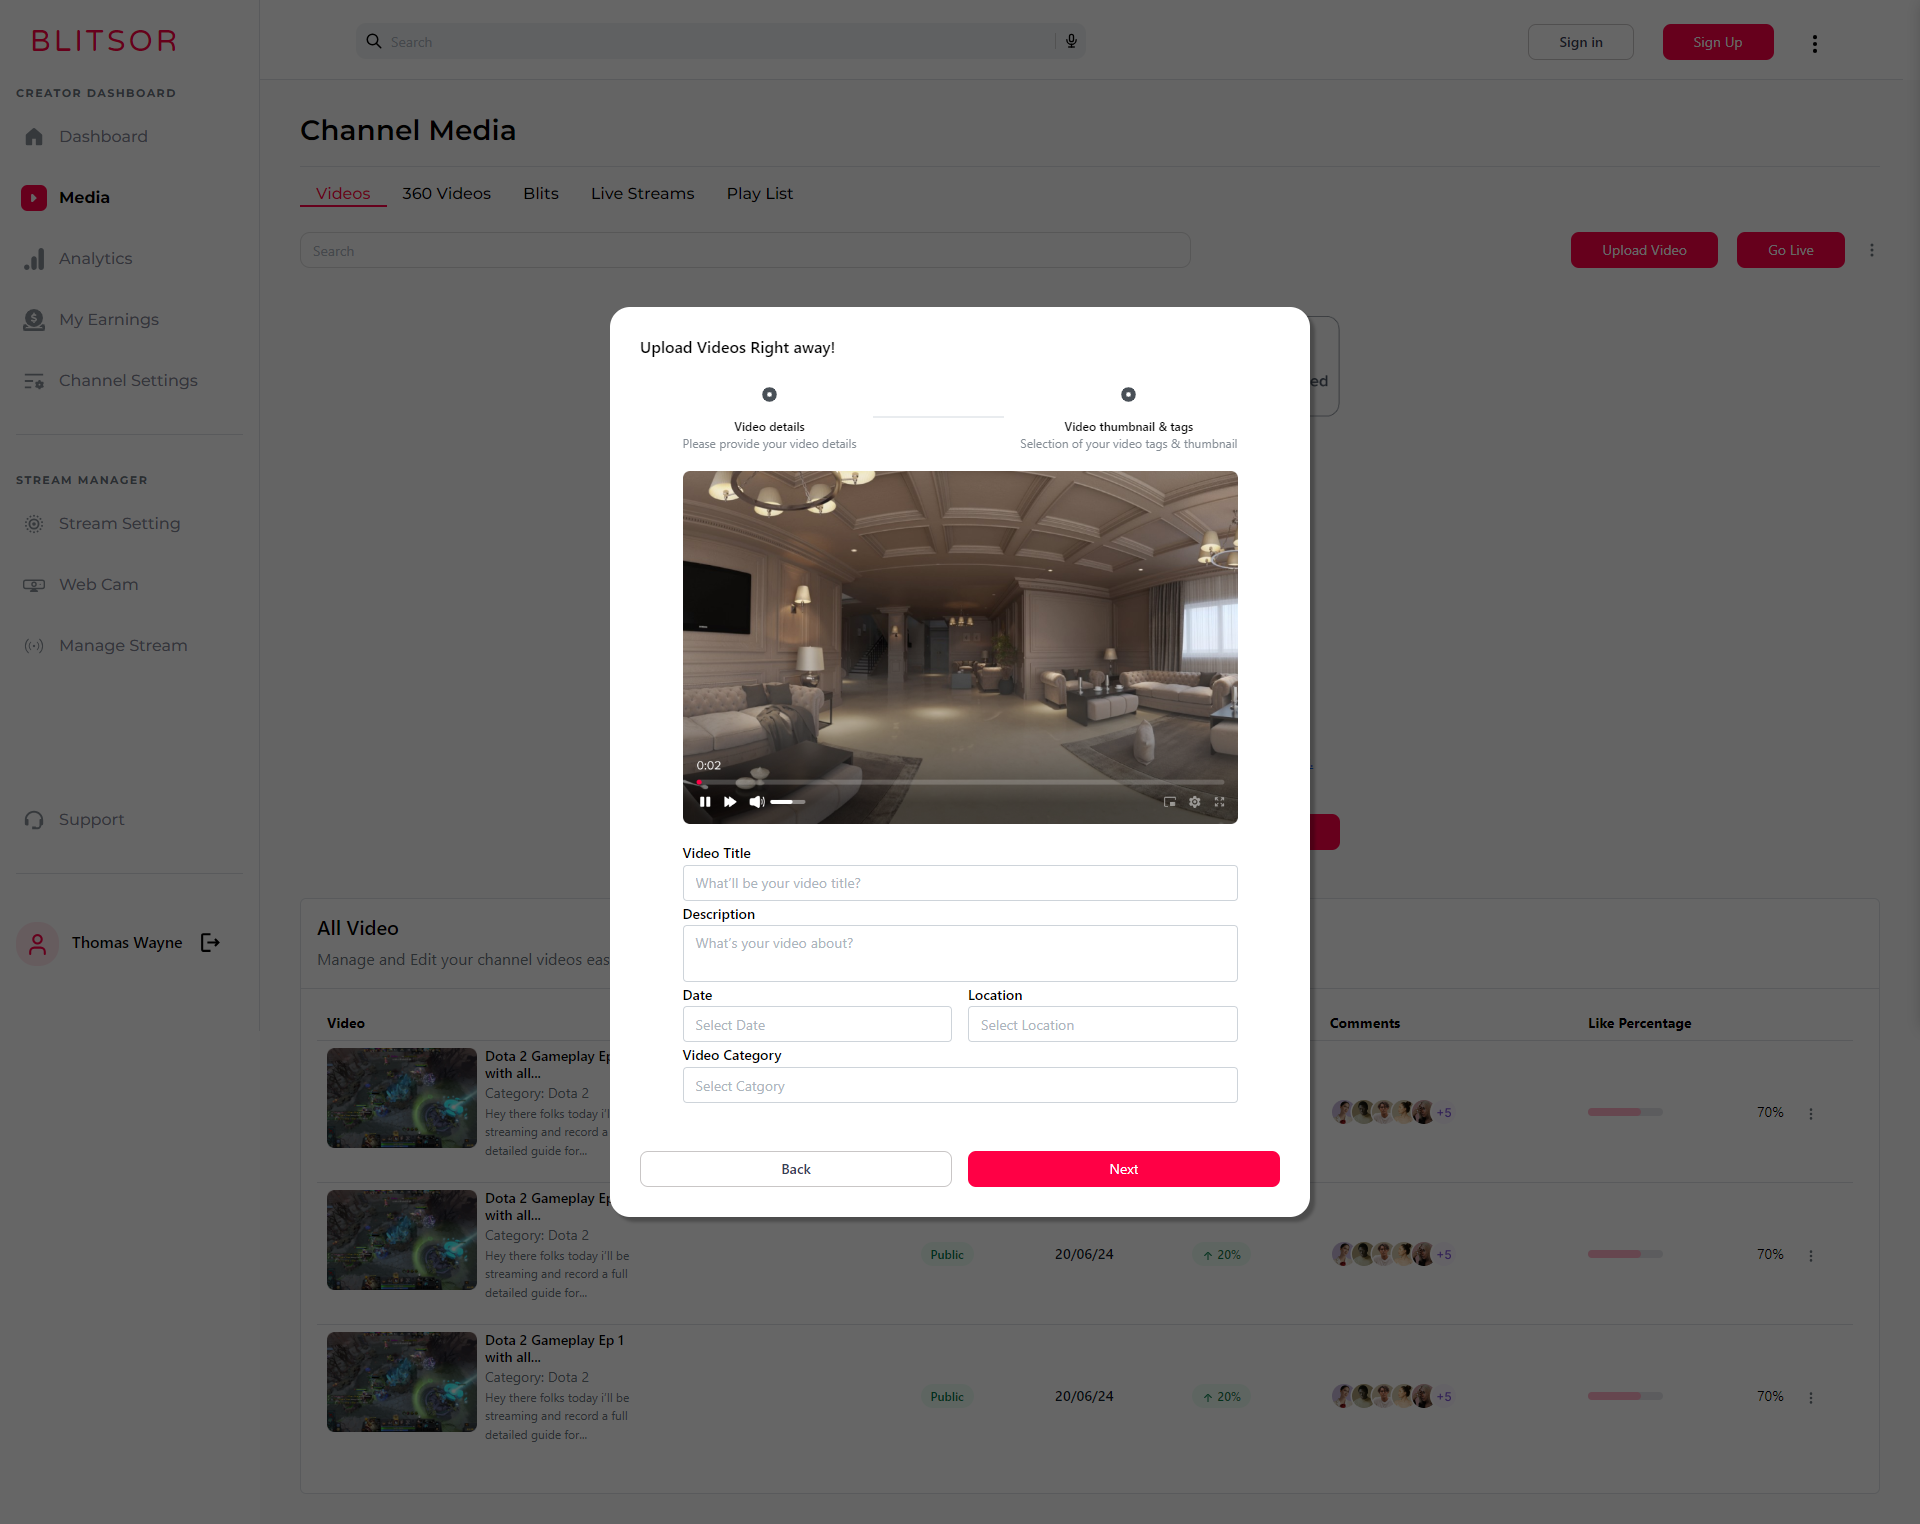 BLITSOR
Search
Sign in
Sign Up
CREATOR DASHBOARD
Dashboard
Media
Analytics
My Earnings
Channel Settings
STREAM MANAGER
Stream Setting
Web Cam
Manage Stream
Support
Thomas Wayne
Channel Media
Videos
360 Videos
Blits
Live Streams
Play List
Search
Upload Video
Go Live
ed
Upload Videos Right away!
Video details
Please provide your video details
Video thumbnail & tags
Selection of your video tags & thumbnail
0:02
Video Title
What'll be your video title?
Description
What's your video about?
Date
Location
Select Date
Select Location
Video Category
Select Catgory
Back
Next
All Video
Manage and Edit your channel videos eas
Video
Comments
Like Percentage
Dota 2 Gameplay Ep
with all...
Category: Dota 2
Hey there folks today i'l
streaming and record a
detailed guide for...
+5
70%
Dota 2 Gameplay Ep
with all...
Category: Dota 2
Hey there folks today i'll be
streaming and record a full
detailed guide for...
Public
20/06/24
20%
+5
70%
Dota 2 Gameplay Ep 1
with all...
Category: Dota 2
Hey there folks today i'll be
streaming and record a full
detailed guide for...
Public
20/06/24
20%
+5
70%